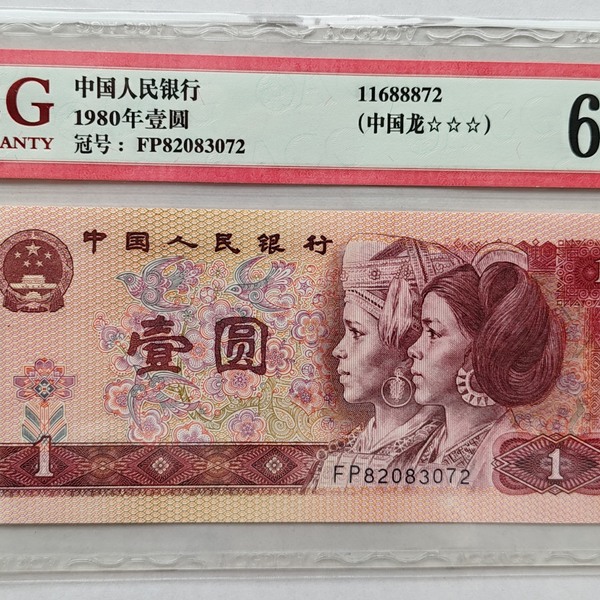 G
ANTY
中国人民银行
1980年壹圆
冠号：FP82083072
11688872
(中国龙☆☆☆)
6
中国人民银行
壹圆
1
FP82083072
1